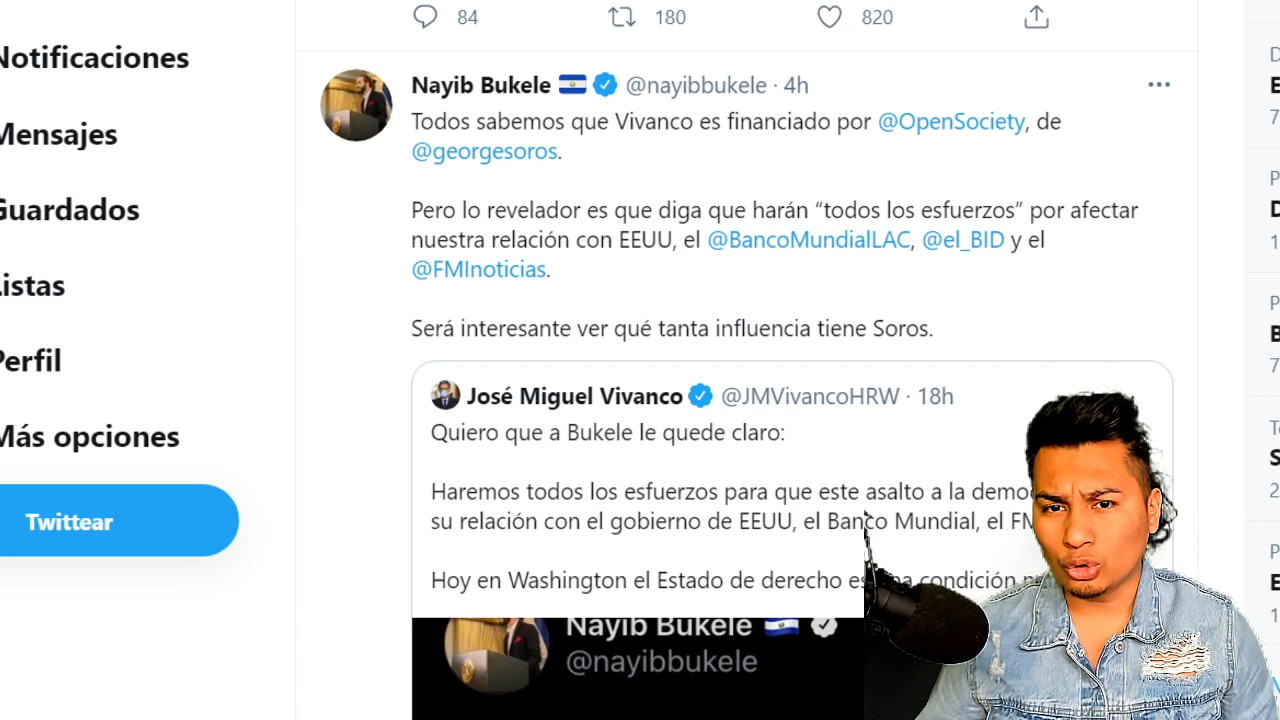 84 180 820
Notificaciones
Mensajes
Guardados
Listas
Perfil
Más opciones
Twittear
Nayib Bukele @nayibbukele · 4h
Todos sabemos que Vivanco es financiado por @OpenSociety, de
@georgesoros.
Pero lo revelador es que diga que harán “todos los esfuerzos” por afectar
nuestra relación con EEUU, el @BancoMundialLAC, @el_BID y el
@FMInoticias.
Será interesante ver qué tanta influencia tiene Soros.
José Miguel Vivanco @JMVivancoHRW · 18h
Quiero que a Bukele le quede claro:
Haremos todos los esfuerzos para que este asalto a la
su relación con el gobierno de EEUU, el Banco Mundial, el
Hoy en Washington el Estado de derecho condición
Nayib Bukele
@nayibbukele